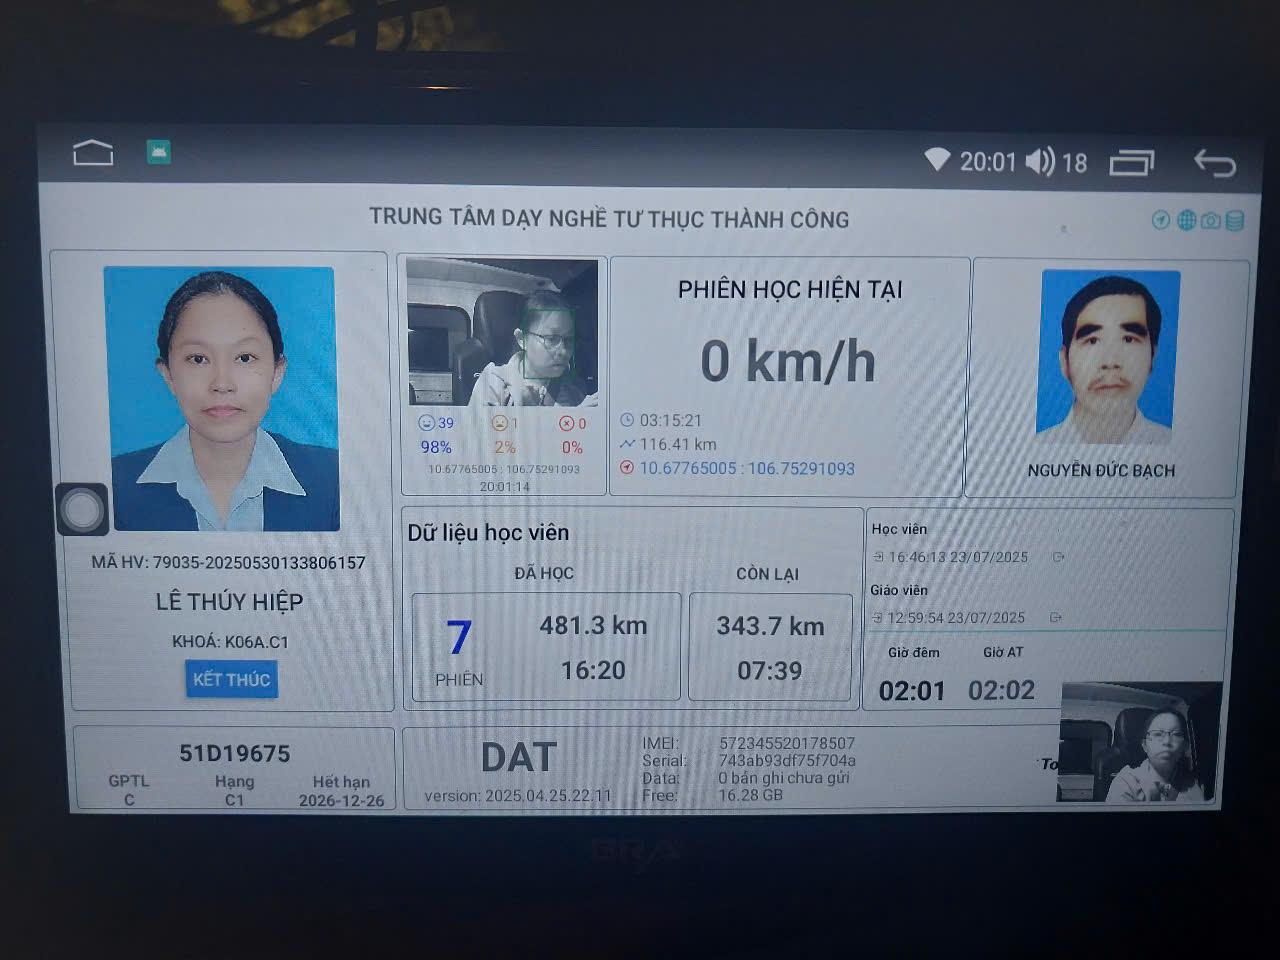 20:01 18
TRUNG TÂM DẠY NGHỀ TƯ THỤC THÀNH CÔNG
MÃ HV: 79035-20250530133806157
LÊ THÚY HIỆP
KHOÁ: K06A.C1
KẾT THÚC
39 1 0
98% 2% 0%
10.67765005 : 106.75291093
20:01:14
PHIÊN HỌC HIỆN TẠI
0 km/h
03:15:21
116.41 km
10.67765005 : 106.75291093
NGUYỄN ĐỨC BẠCH
Dữ liệu học viên
ĐÃ HỌC CÒN LẠI
7 481.3 km 343.7 km
PHIÊN 16:20 07:39
Học viên
16:46:13 23/07/2025
Giáo viên
12:59:54 23/07/2025
Giờ đêm Giờ AT
02:01 02:02
51D19675
GPTL Hạng Hết hạn
C C1 2026-12-26
DAT
version: 2025.04.25.22.11
IMEI: 572345520178507
Serial: 743ab93df75f704a
Data: 0 bản ghi chưa gửi
Free: 16.28 GB